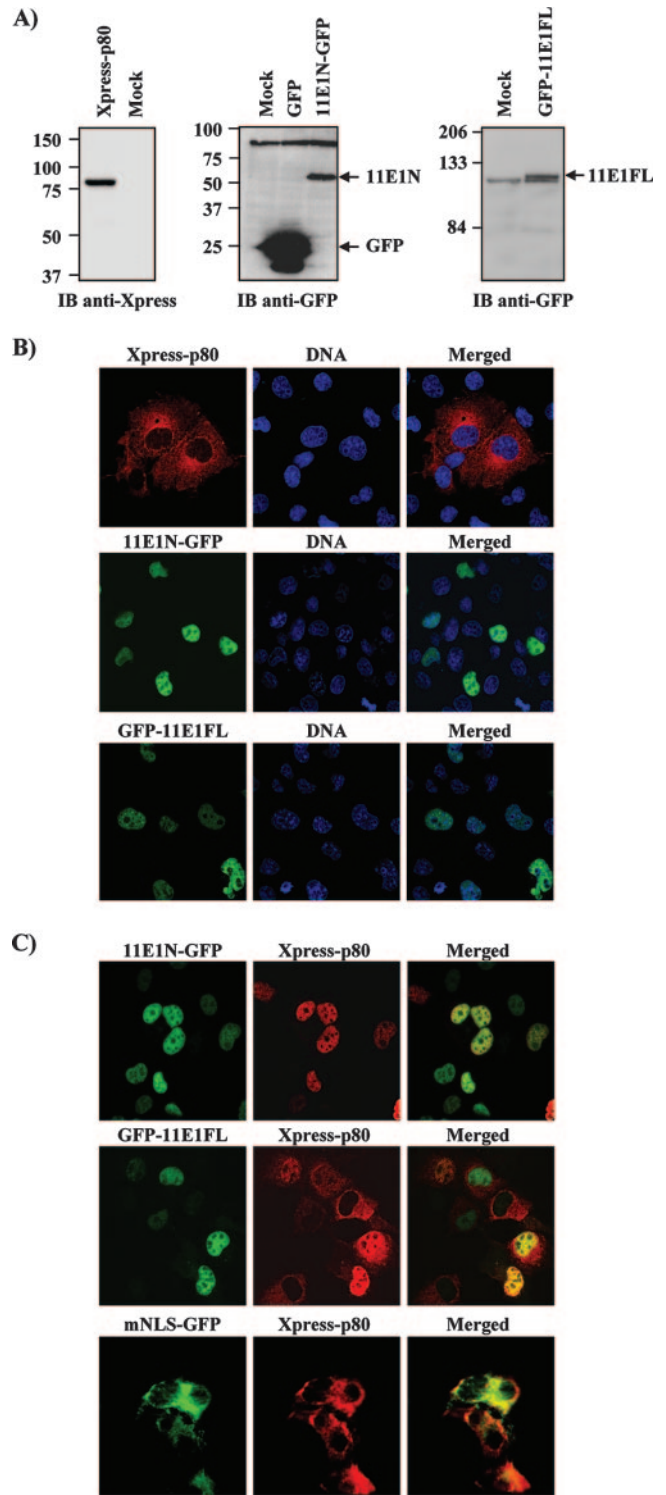 A)
Xpress-p80
Mock
150
100
75
50
37
IB anti-Xpress
Mock
GFP
11E1N-GFP
100
75
50
37
25
11E1N
GFP
IB anti-GFP
Mock
GFP-11E1FL
206
133
84
11E1FL
IB anti-GFP
B)
Xpress-p80 DNA Merged
11E1N-GFP DNA Merged
GFP-11E1FL DNA Merged
C)
11E1N-GFP Xpress-p80 Merged
GFP-11E1FL Xpress-p80 Merged
mNLS-GFP Xpress-p80 Merged